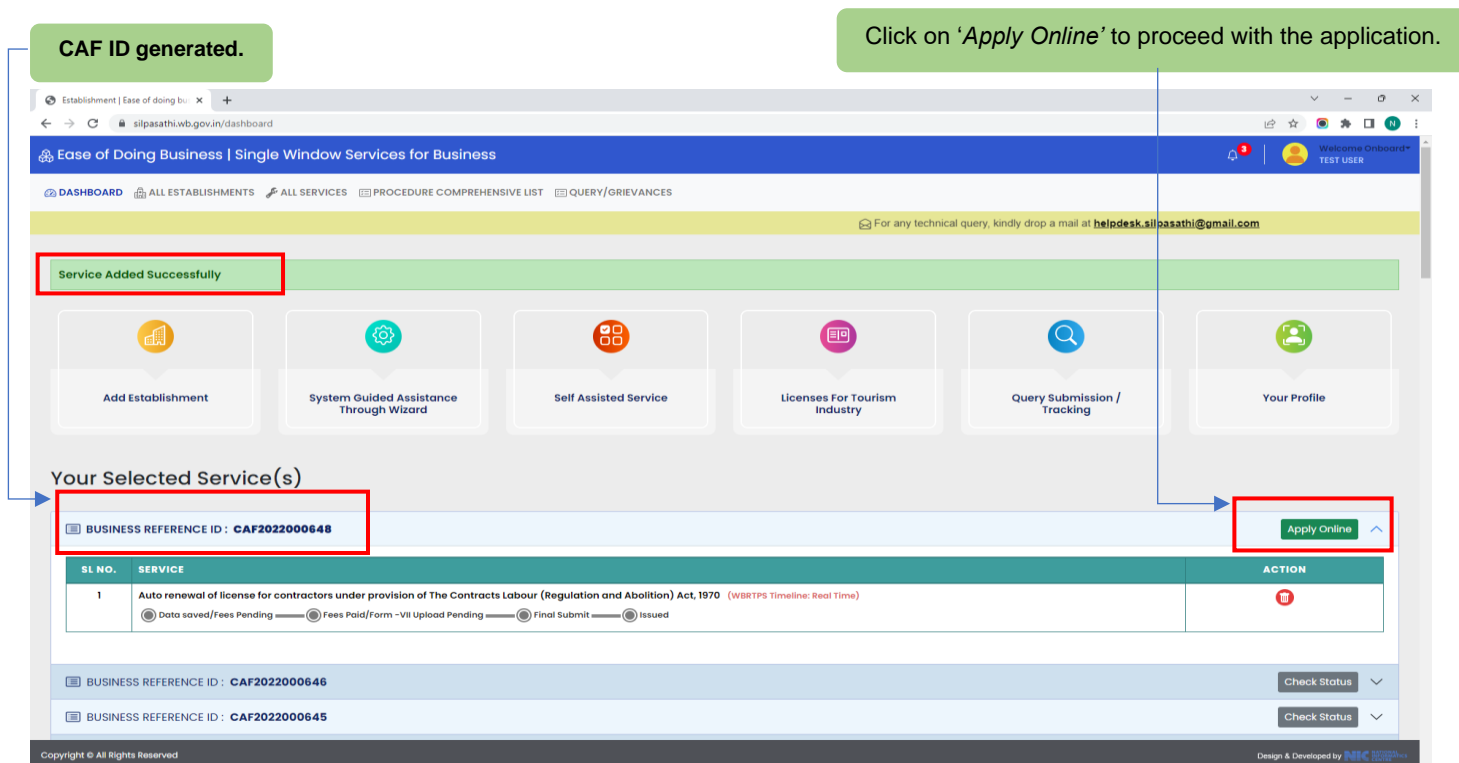 CAF ID generated.
Click on ‘Apply Online’ to proceed with the application.
Establishment | Ease of doing bu
silpasathi.wb.gov.in/dashboard
N
Ease of Doing Business | Single Window Services for Business
3
Welcome Onboard
TEST USER
DASHBOARD ALL ESTABLISHMENTS ALL SERVICES PROCEDURE COMPREHENSIVE LIST QUERY/GRIEVANCES
For any technical query, kindly drop a mail at helpdesk.silpasathi@gmail.com
Service Added Successfully
Add Establishment
System Guided Assistance
Through Wizard
Self Assisted Service
Licenses For Tourism
Industry
Query Submission /
Tracking
Your Profile
Your Selected Service(s)
BUSINESS REFERENCE ID : CAF2022000648 Apply Online
SL NO. SERVICE ACTION
1 Auto renewal of license for contractors under provision of The Contracts Labour (Regulation and Abolition) Act, 1970 (WBRTPS Timeline: Real Time)
Data saved/Fees Pending Fees Paid/Form -VII Upload Pending Final Submit Issued
BUSINESS REFERENCE ID : CAF2022000646 Check Status
BUSINESS REFERENCE ID : CAF2022000645 Check Status
Copyright © All Rights Reserved Design & Developed by NIC